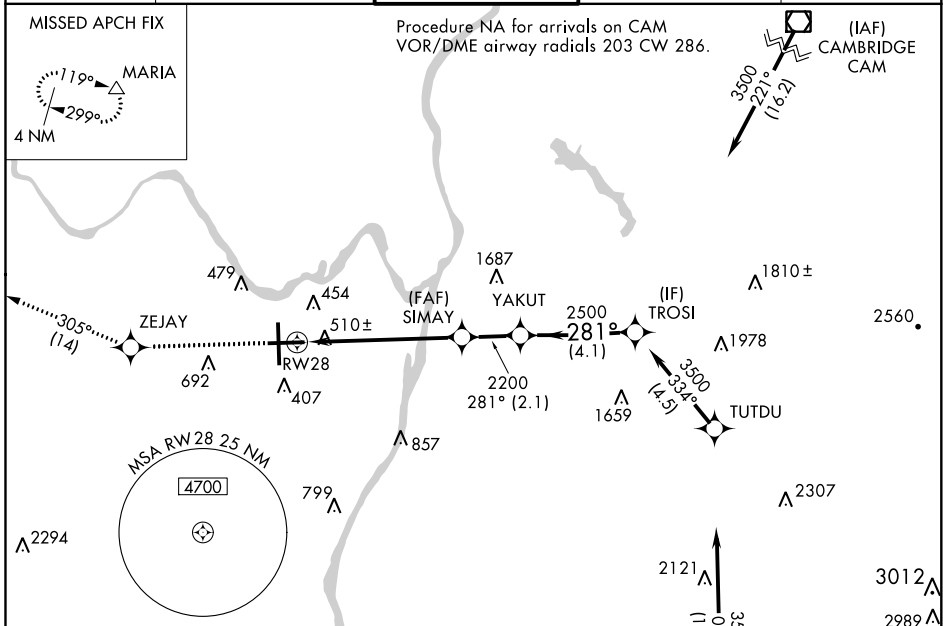 MISSED APCH FIX
119°
MARIA
299°
4 NM
Procedure NA for arrivals on CAM
VOR/DME airway radials 203 CW 286.
(IAF)
CAMBRIDGE
CAM
3500
221°
(16.2)
479
454
(FAF)
SIMAY
1687
YAKUT
2500
281°
(4.1)
(IF)
TROSI
1810±
2560
305°
(14)
ZEJAY
510±
RW28
692
407
2200
281° (2.1)
1978
3500
334°
(4.5)
1659
TUTDU
857
MSA RW28 25 NM
4700
799
2307
2294
2121
3012
2989